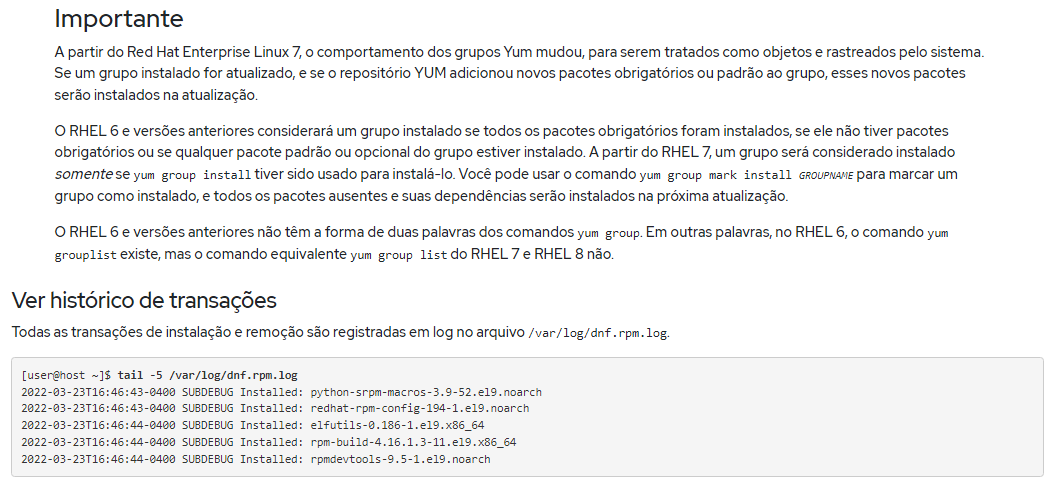 Importante
A partir do Red Hat Enterprise Linux 7, o comportamento dos grupos Yum mudou, para serem tratados como objetos e rastreados pelo sistema.
Se um grupo instalado for atualizado, e se o repositório YUM adicionou novos pacotes obrigatórios ou padrão ao grupo, esses novos pacotes
serão instalados na atualização.
O RHEL 6 e versões anteriores considerará um grupo instalado se todos os pacotes obrigatórios foram instalados, se ele não tiver pacotes
obrigatórios ou se qualquer pacote padrão ou opcional do grupo estiver instalado. A partir do RHEL 7, um grupo será considerado instalado
somente se yum group install tiver sido usado para instalá-lo. Você pode usar o comando yum group mark install GROUPNAME para marcar um
grupo como instalado, e todos os pacotes ausentes e suas dependências serão instalados na próxima atualização.
O RHEL 6 e versões anteriores não têm a forma de duas palavras dos comandos yum group. Em outras palavras, no RHEL 6, o comando yum
grouplist existe, mas o comando equivalente yum group list do RHEL 7 e RHEL 8 não.
Ver histórico de transações
Todas as transações de instalação e remoção são registradas em log no arquivo /var/log/dnf.rpm.log.
[user@host ~]$ tail -5 /var/log/dnf.rpm.log
2022-03-23T16:46:43-0400 SUBDEBUG Installed: python-srpm-macros-3.9-52.el9.noarch
2022-03-23T16:46:43-0400 SUBDEBUG Installed: redhat-rpm-config-194-1.el9.noarch
2022-03-23T16:46:44-0400 SUBDEBUG Installed: elfutils-0.186-1.el9.x86_64
2022-03-23T16:46:44-0400 SUBDEBUG Installed: rpm-build-4.16.1.3-11.el9.x86_64
2022-03-23T16:46:44-0400 SUBDEBUG Installed: rpmdevtools-9.5-1.el9.noarch